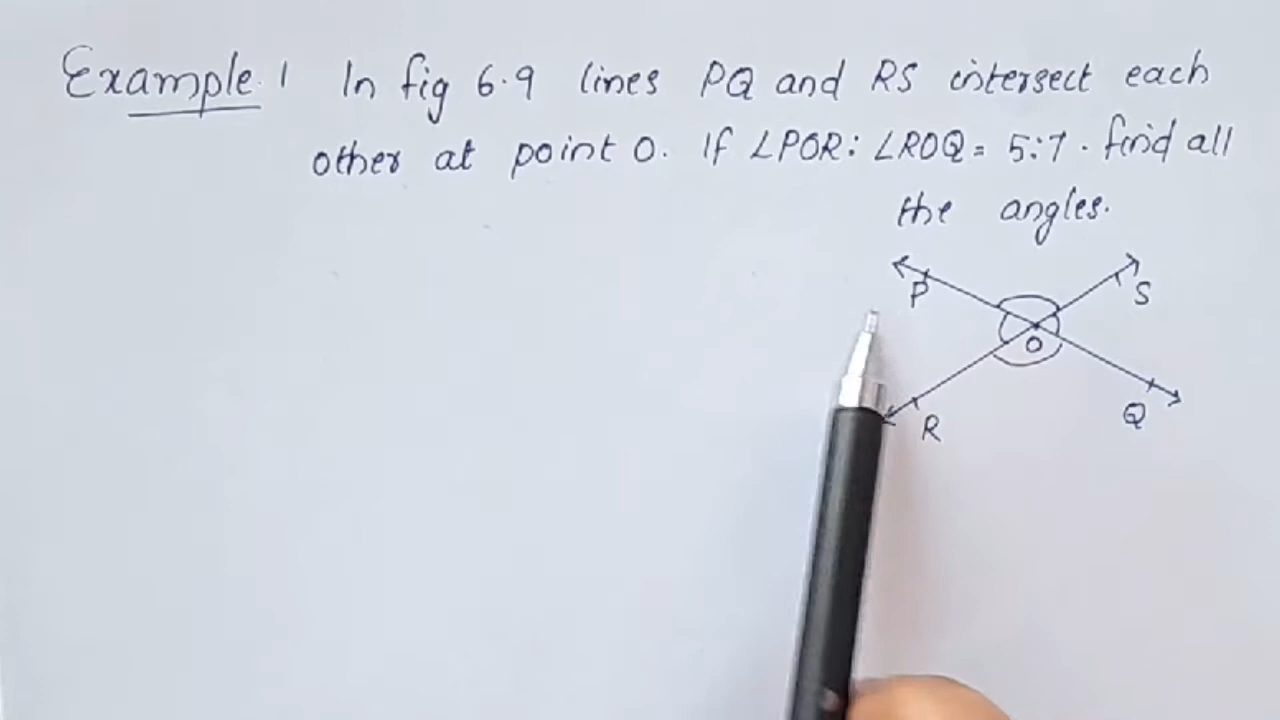 Example.1 In fig 6.9 lines PQ and RS intersect each
other at point O. If ∠POR: ∠ROQ = 5:7. find all
the angles.
P
S
O
R
Q